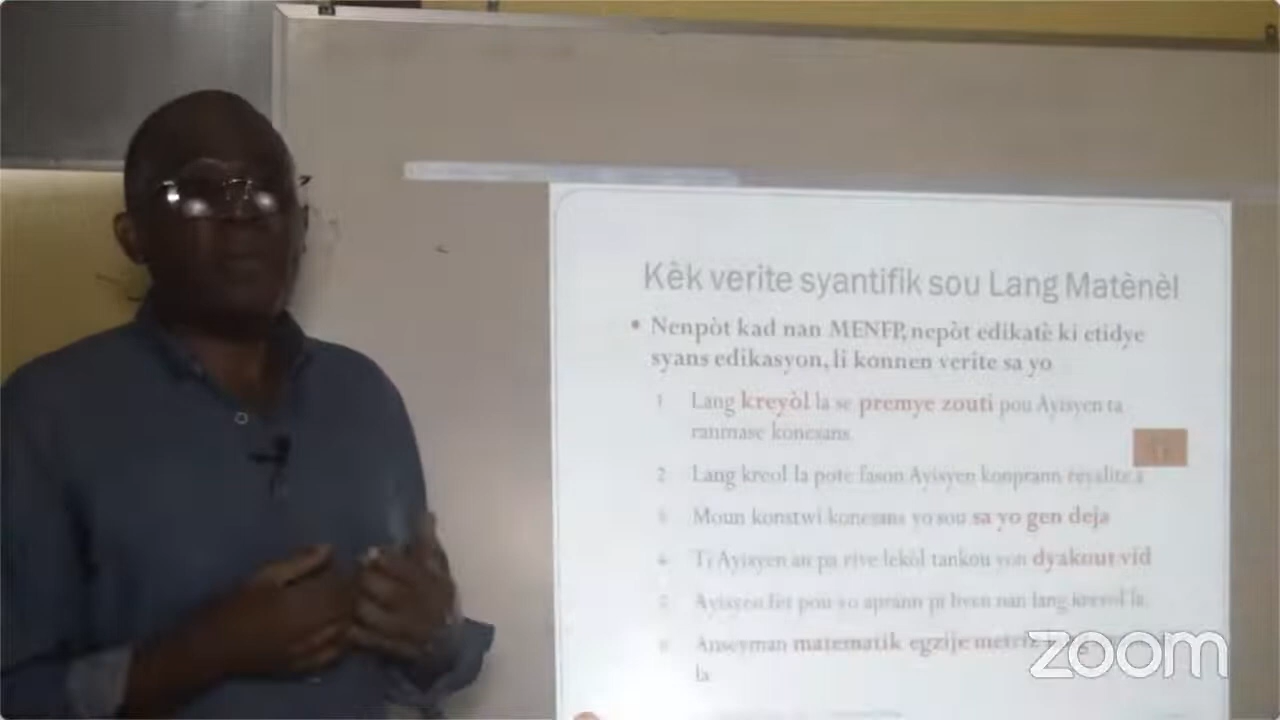 Kèk verite syantifik sou Lang Matènèl
• Nenpòt kad nan MENFP, nepòt edikatè ki etidye
syans edikasyon, li konnen verite sa yo
1 Lang kreyòl la se premye zouti pou Ayisyen ta
ranmase konesans
2 Lang kreol la pote fason Ayisyen konprann reyalite a
Moun konstwi konesans yo sou sa yo gen deja
4 Ti Ayisyen an pa rive lekòl tankou yon dyakout vid
Ayisyen fèt pou yo aprann pi byen nan lang kreyol la
Anseyman matematik egzije
la
zoom